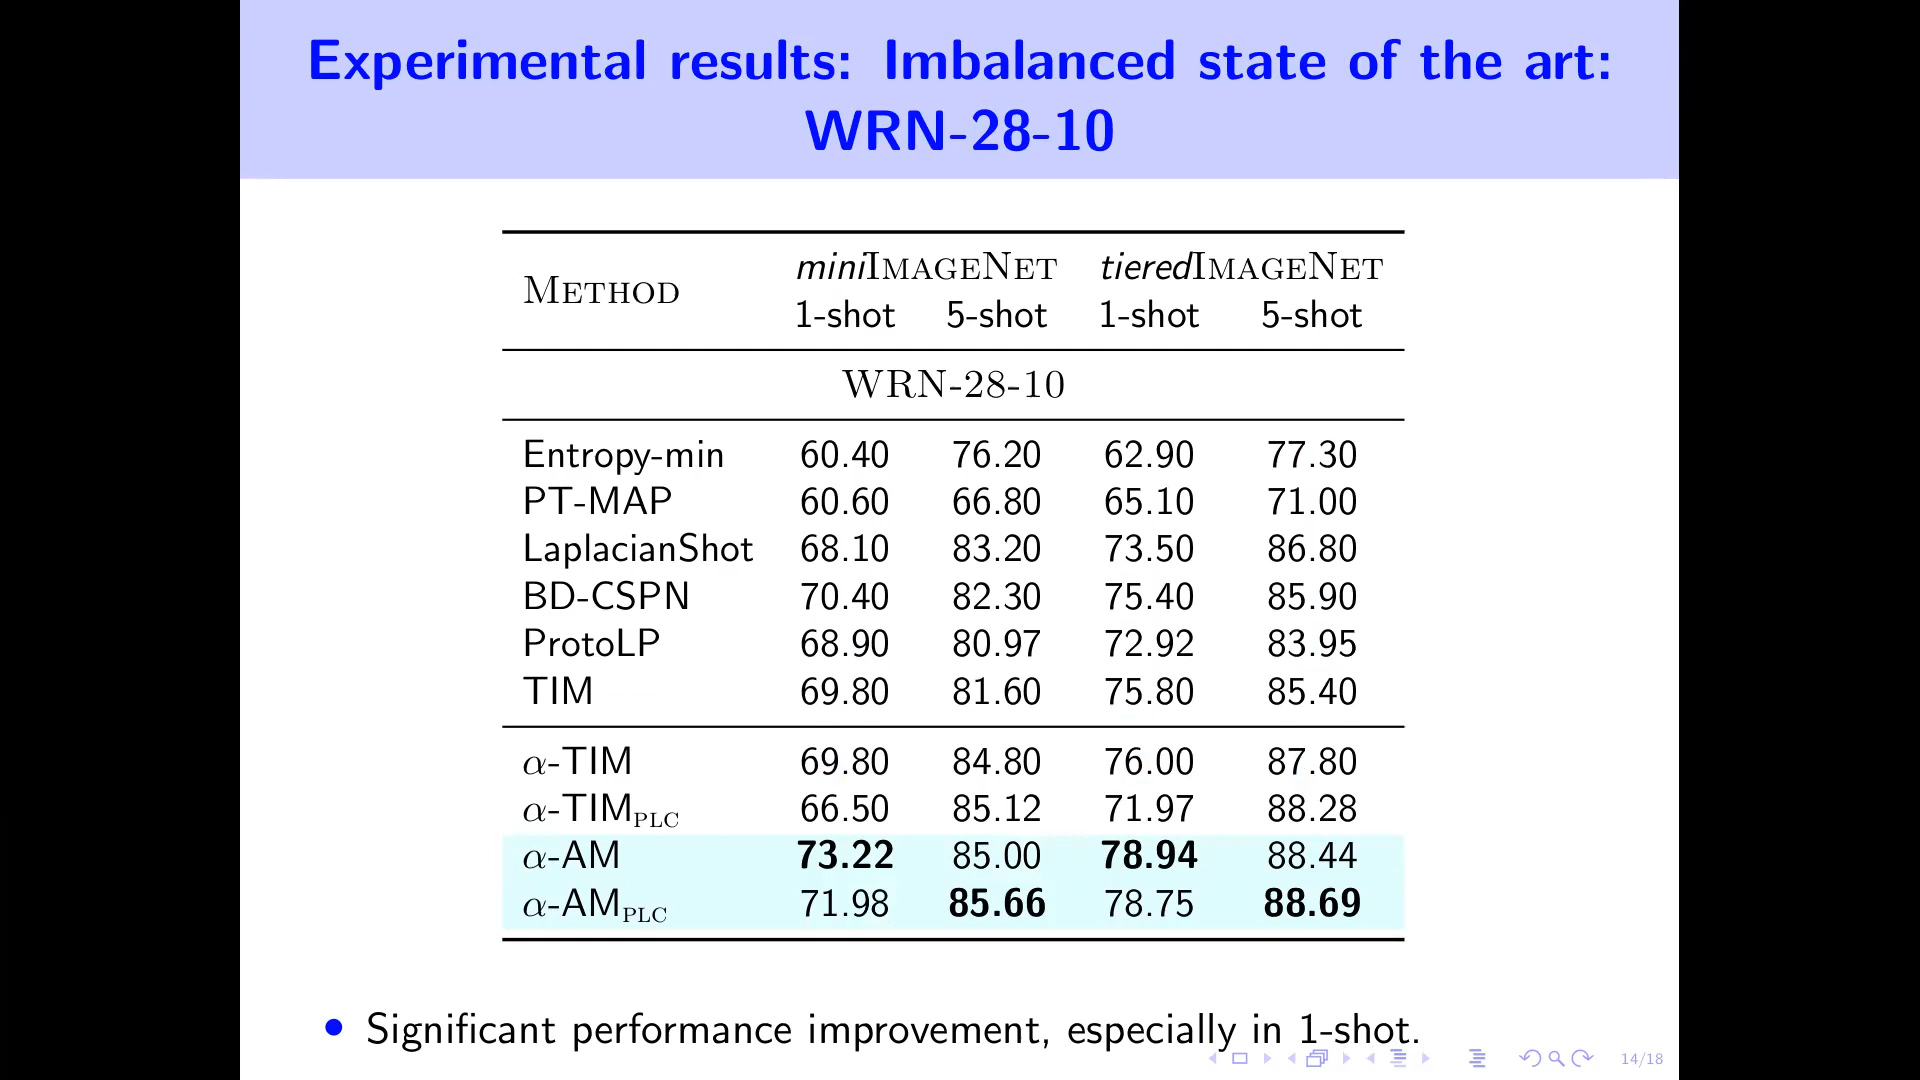 Experimental results: Imbalanced state of the art:
WRN-28-10
METHOD
miniIMAGENET tieredIMAGENET
1-shot 5-shot 1-shot 5-shot
WRN-28-10
Entropy-min 60.40 76.20 62.90 77.30
PT-MAP 60.60 66.80 65.10 71.00
LaplacianShot 68.10 83.20 73.50 86.80
BD-CSPN 70.40 82.30 75.40 85.90
ProtoLP 68.90 80.97 72.92 83.95
TIM 69.80 81.60 75.80 85.40
α-TIM 69.80 84.80 76.00 87.80
α-TIMPLC 66.50 85.12 71.97 88.28
α-AM 73.22 85.00 78.94 88.44
α-AMPLC 71.98 85.66 78.75 88.69
• Significant performance improvement, especially in 1-shot.
14/18